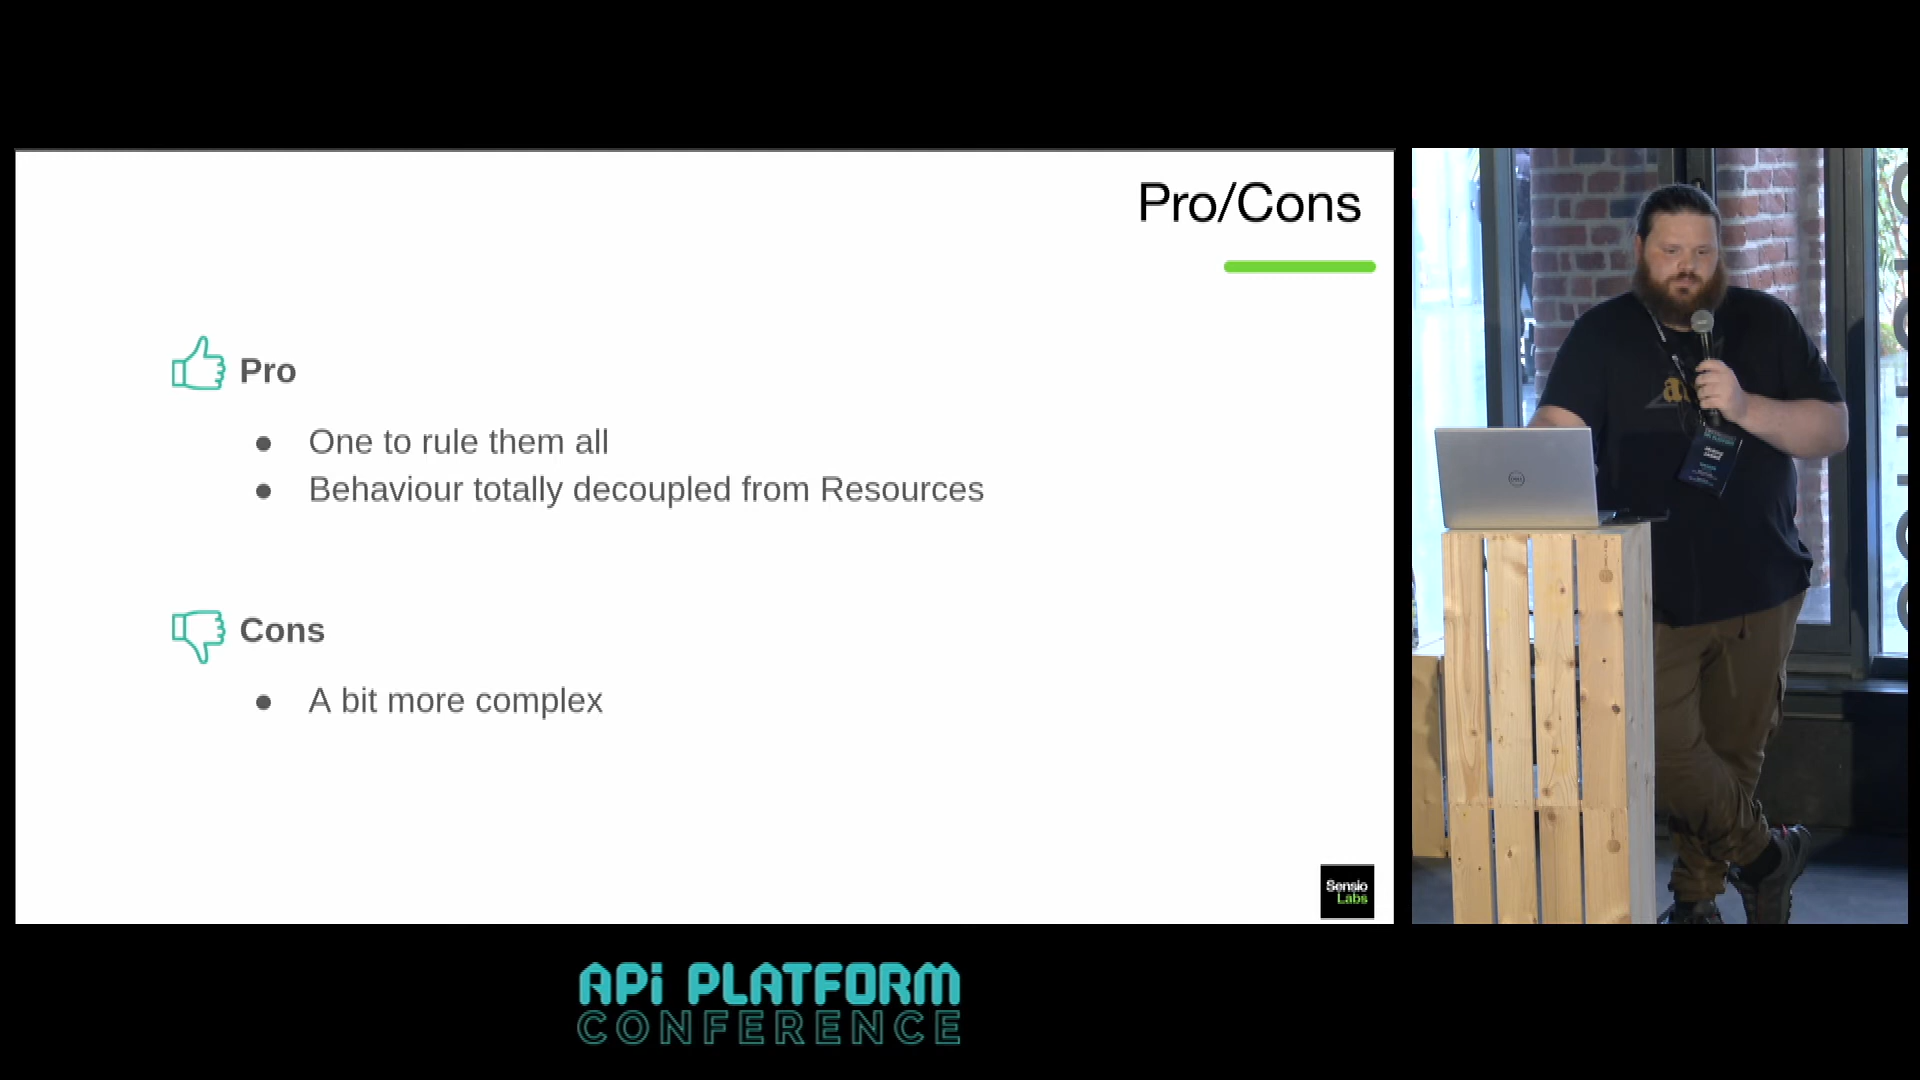 Pro/Cons
Pro
● One to rule them all
● Behaviour totally decoupled from Resources
Cons
● A bit more complex
Sensio
Labs
API PLATFORM
CONFERENCE
DELL